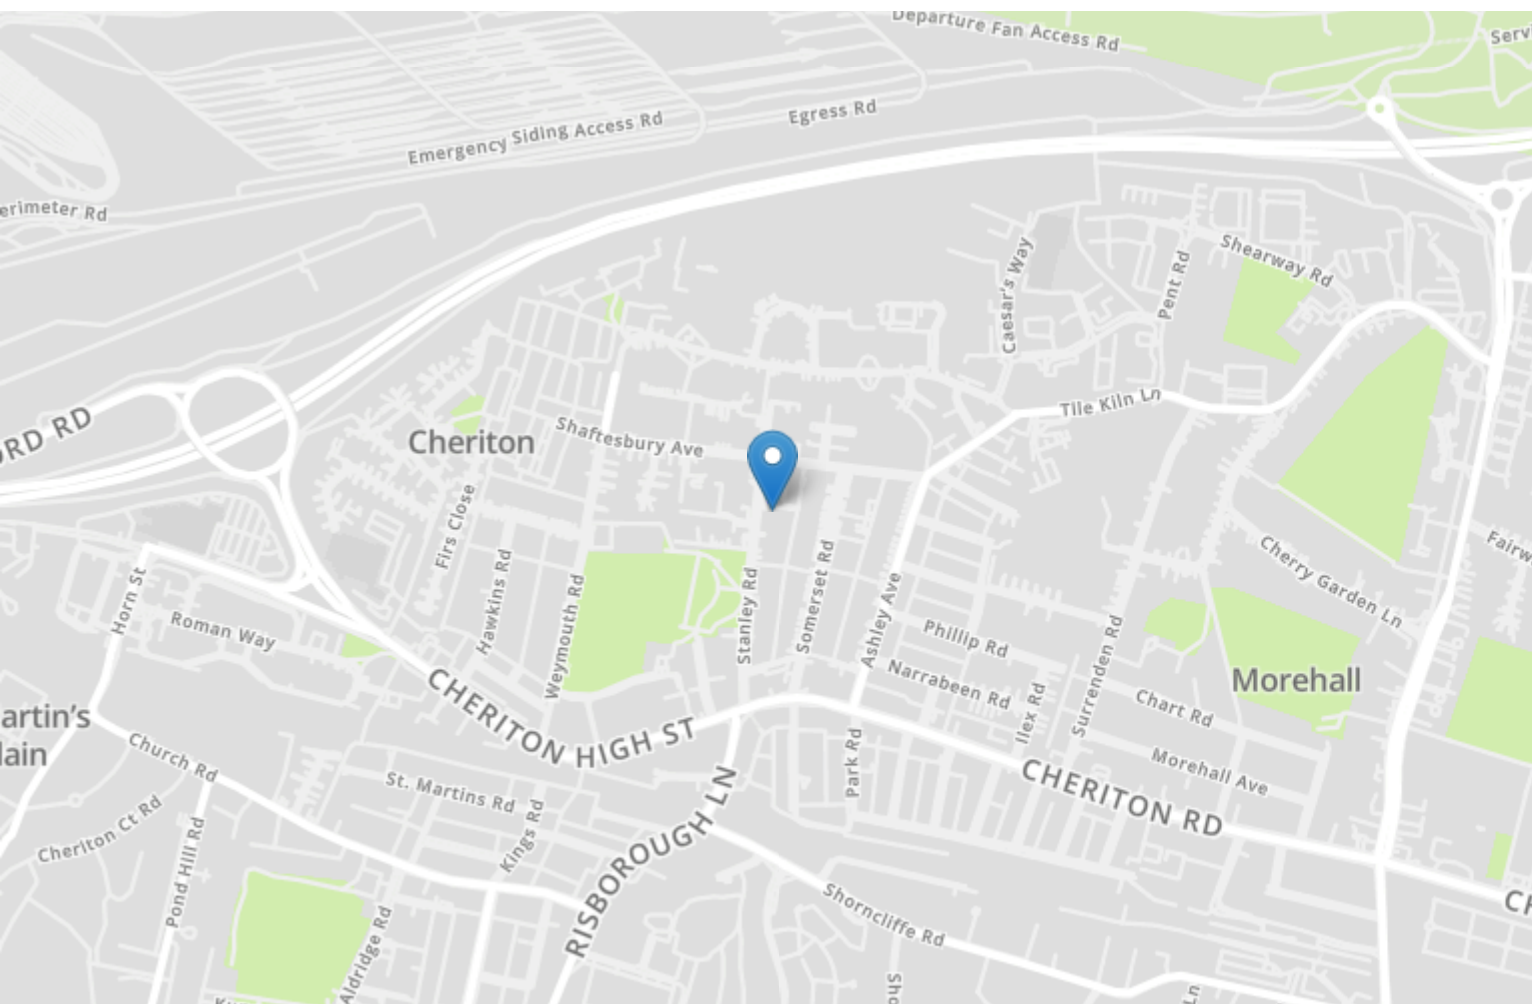 Departure Fan Access Rd
Serv
Egress Rd
Emergency Siding Access Rd
erimeter Rd
Shearway Rd
Caesar's Way
Pent Rd
Tile Kiln Ln
ORD RD
Cheriton
Shaftesbury Ave
Firs Close
Hawkins Rd
Weymouth Rd
Stanley Rd
Somerset Rd
Ashley Ave
Cherry Garden Ln
Fairw
Horn St
Roman Way
Phillip Rd
Narrabeen Rd
Ilex Rd
Surrenden Rd
Morehall
Chart Rd
CHERITON HIGH ST
artin's
lain
Church Rd
Park Rd
Morehall Ave
CHERITON RD
St. Martins Rd
Kings Rd
RISBOROUGH LN
Cheriton Ct Rd
Pond Hill Rd
Shorncliffe Rd
Aldridge Rd
CH
Sho
Ln